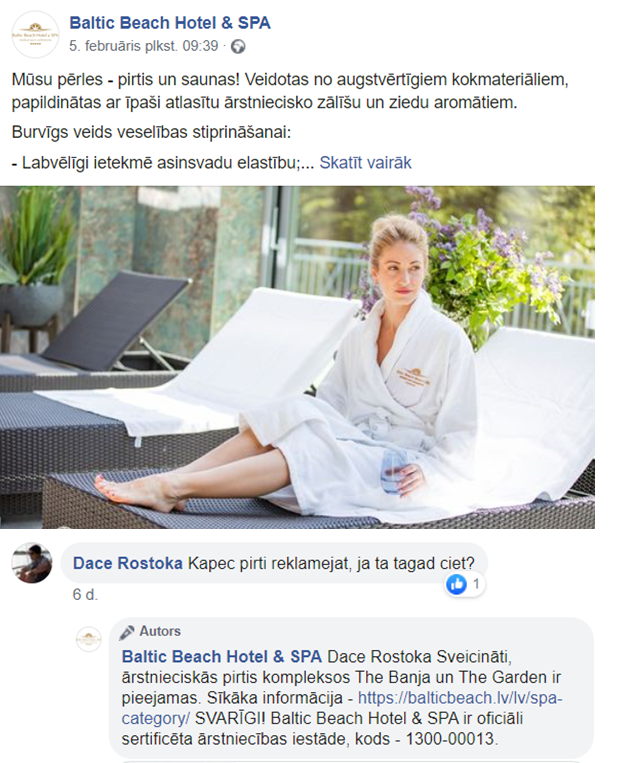 Baltic Beach Hotel & SPA
5. februāris plkst. 09:39 ·
Mūsu pērles - pirtis un saunas! Veidotas no augstvērtīgiem kokmateriāliem,
papildinātas ar īpaši atlasītu ārstniecisko zālīšu un ziedu aromātiem.
Burvīgs veids veselības stiprināšanai:
- Labvēlīgi ietekmē asinsvadu elastību;... Skatīt vairāk
Dace Rostoka Kapec pirti reklamejat, ja ta tagad ciet?
1
6 d.
Autors
Baltic Beach Hotel & SPA Dace Rostoka Sveicināti,
ārstnieciskās pirtis kompleksos The Banja un The Garden ir
pieejamas. Sīkāka informācija - https://balticbeach.lv/lv/spa-
category/ SVARĪGI! Baltic Beach Hotel & SPA ir oficiāli
sertificēta ārstniecības iestāde, kods - 1300-00013.